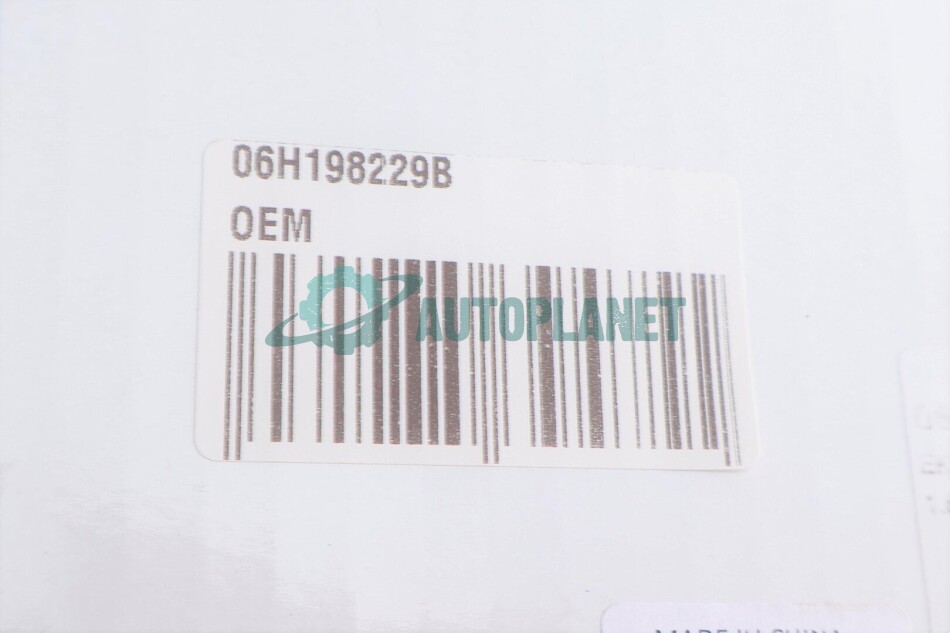 06H198229B
OEM
AUTOPLANET
MADE IN CHINA